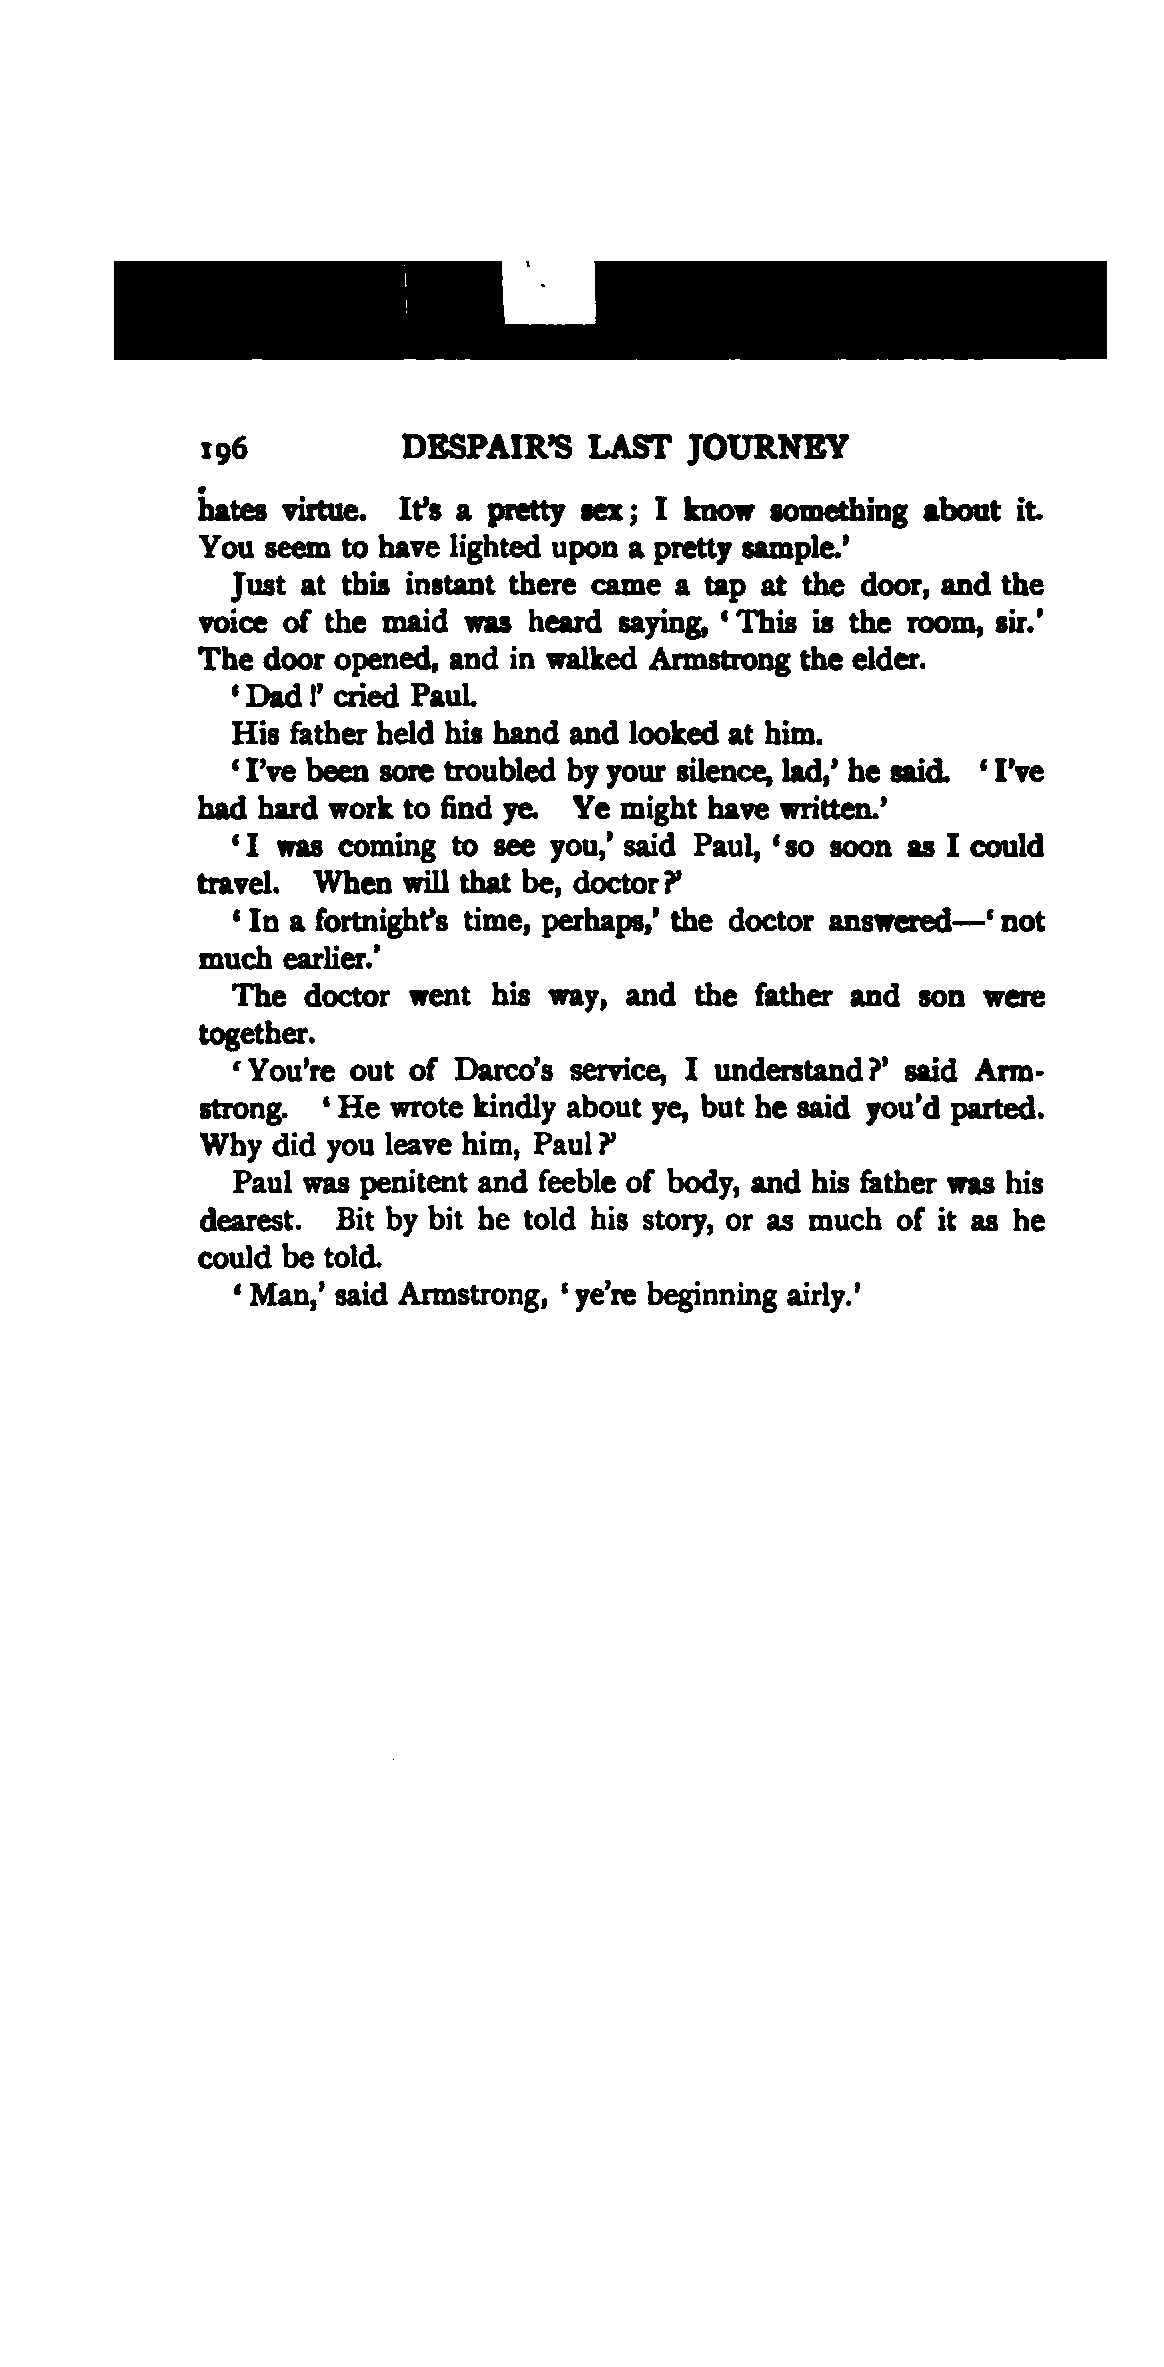 196 DESPAIR'S LAST JOURNEY
hates virtue. It's a pretty sex; I know something about it.
You seem to have lighted upon a pretty sample.'
Just at this instant there came a tap at the door, and the
voice of the maid was heard saying, 'This is the room, sir.'
The door opened, and in walked Armstrong the elder.
'Dad!' cried Paul.
His father held his hand and looked at him.
'I've been sore troubled by your silence, lad,' he said. 'I've
had hard work to find ye. Ye might have written.'
'I was coming to see you,' said Paul, 'so soon as I could
travel. When will that be, doctor?'
'In a fortnight's time, perhaps,' the doctor answered—'not
much earlier.'
The doctor went his way, and the father and son were
together.
'You're out of Darco's service, I understand?' said Arm-
strong. 'He wrote kindly about ye, but he said you'd parted.
Why did you leave him, Paul?'
Paul was penitent and feeble of body, and his father was his
dearest. Bit by bit he told his story, or as much of it as he
could be told.
'Man,' said Armstrong, 'ye're beginning airly.'